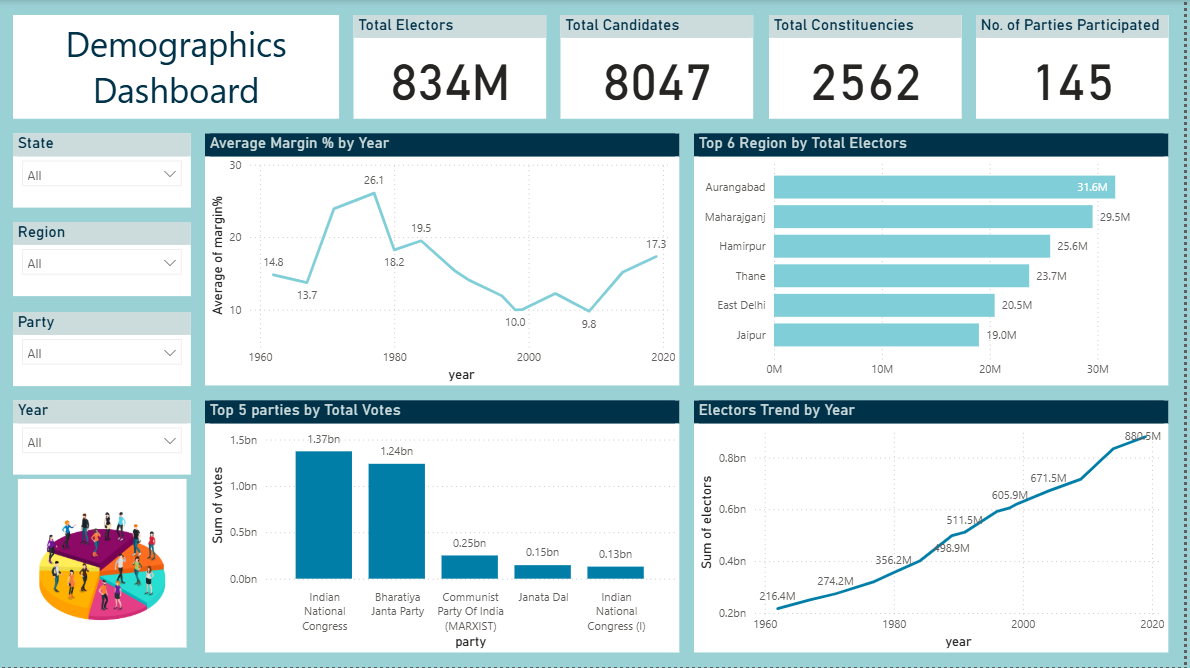 Demographics
Dashboard
Total Electors
834M
Total Candidates
8047
Total Constituencies
2562
No. of Parties Participated
145
State
All
Region
All
Party
All
Year
All
Average Margin % by Year
Average of margin%
30
20
10
14.8
13.7
26.1
18.2
19.5
10.0
9.8
17.3
1960
1980
2000
2020
year
Top 6 Region by Total Electors
Aurangabad
31.6M
Maharajganj
29.5M
Hamirpur
25.6M
Thane
23.7M
East Delhi
20.5M
Jaipur
19.0M
0M
10M
20M
30M
Top 5 parties by Total Votes
Sum of votes
1.5bn
1.0bn
0.5bn
0.0bn
1.37bn
1.24bn
0.25bn
0.15bn
0.13bn
Indian
National
Congress
Bharatiya
Janta Party
Communist
Party Of India
(MARXIST)
Janata Dal
Indian
National
Congress (I)
party
Electors Trend by Year
Sum of electors
0.8bn
0.6bn
0.4bn
0.2bn
216.4M
274.2M
356.2M
498.9M
511.5M
605.9M
671.5M
880.5M
1960
1980
2000
2020
year